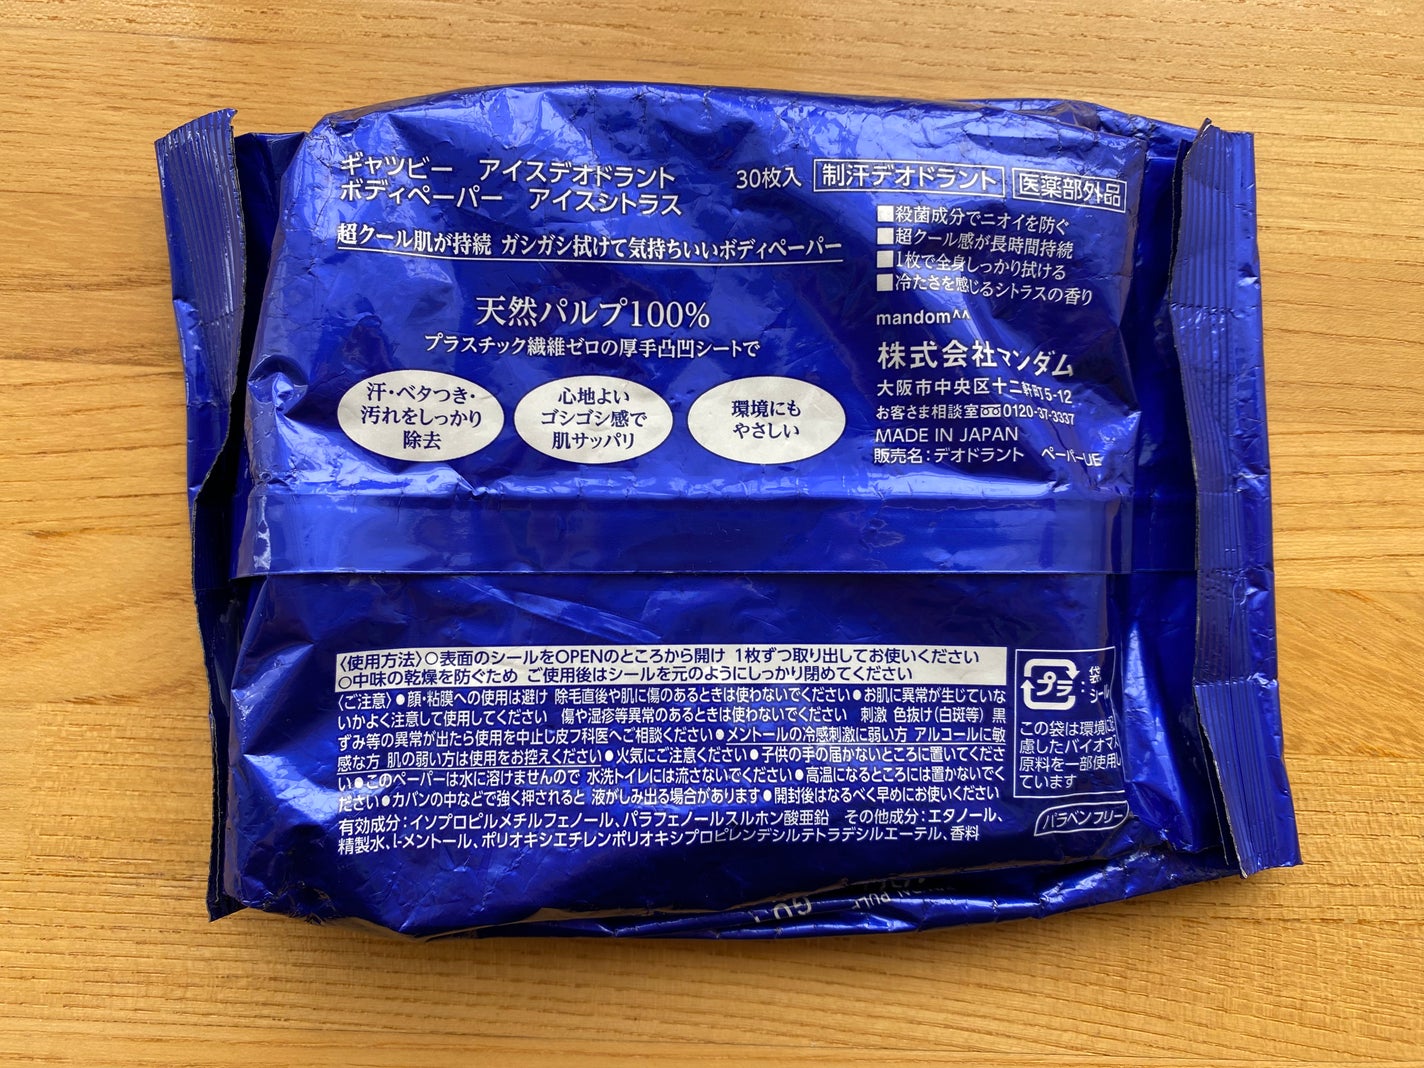 ギャツビー　アイスデオドラント
ボディペーパー　アイスシトラス
30枚入
制汗デオドラント
医薬部外品
超クール肌が持続 ガシガシ拭けて気持ちいいボディペーパー
■殺菌成分でニオイを防ぐ
■超クール感が長時間持続
■1枚で全身しっかり拭ける
■冷たさを感じるシトラスの香り
天然パルプ100%
プラスチック繊維ゼロの厚手凸凹シートで
汗・ベタつき・
汚れをしっかり
除去
心地よい
ゴシゴシ感で
肌サッパリ
環境にも
やさしい
mandom^^
株式会社マンダム
大阪市中央区十二軒町5-12
お客さま相談室 0120-37-3337
MADE IN JAPAN
販売名：デオドラント　ペーパーUE
〈使用方法〉○表面のシールをOPENのところから開け 1枚ずつ取り出してお使いください
○中味の乾燥を防ぐため ご使用後はシールを元のようにしっかり閉めてください
〈ご注意〉●顔・粘膜への使用は避け 除毛直後や肌に傷のあるときは使わないでください●お肌に異常が生じていな
いかよく注意して使用してください　傷や湿疹等異常のあるときは使わないでください　刺激 色抜け（白斑等）黒
ずみ等の異常が出たら使用を中止し皮フ科医へご相談ください●メントールの冷感刺激に弱い方 アルコールに敏
感な方 肌の弱い方は使用をお控えください●火気にご注意ください●子供の手の届かないところに置いてくださ
い●このペーパーは水に溶けませんので 水洗トイレには流さないでください●高温になるところには置かないでく
ださい●カバンの中などで強く押されると 液がしみ出る場合があります●開封後はなるべく早めにお使いください
有効成分：イソプロピルメチルフェノール、パラフェノールスルホン酸亜鉛　その他成分：エタノール、
精製水、l-メントール、ポリオキシエチレンポリオキシプロピレンデシルテトラデシルエーテル、香料
プラ
：袋
シール
この袋は環境に配
慮したバイオマス
原料を一部使用し
ています
パラベンフリー